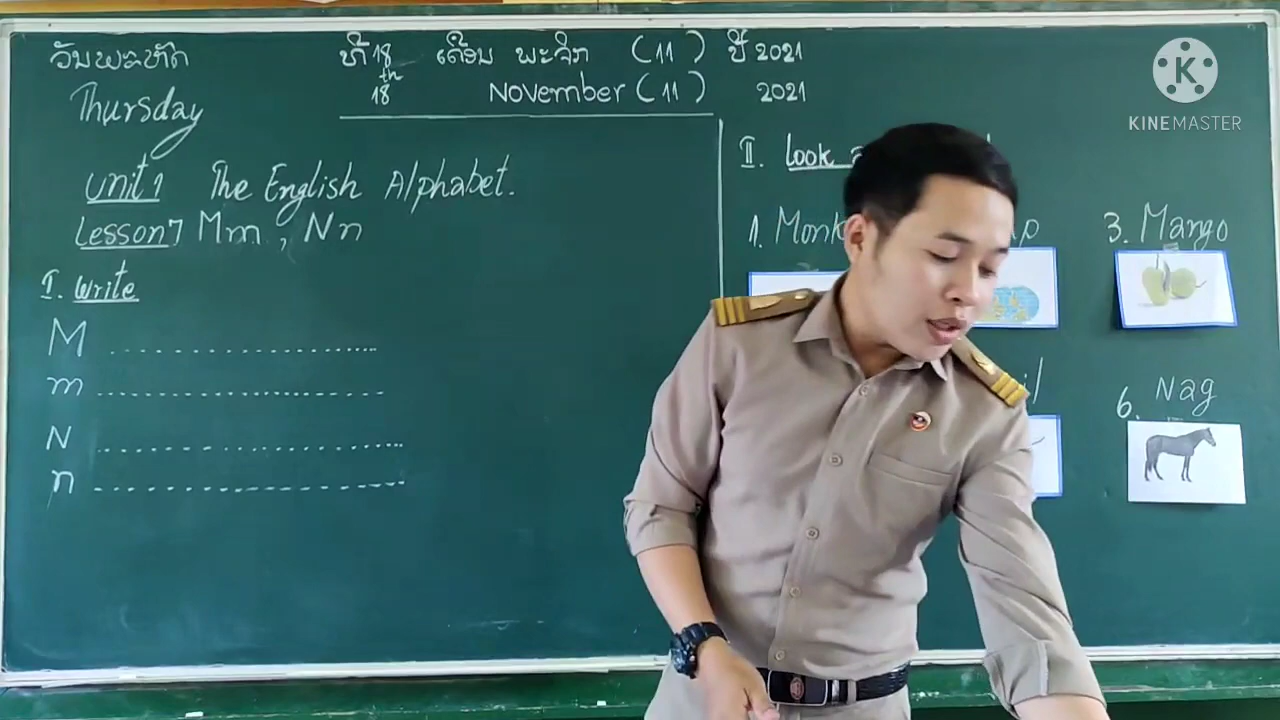 ວັນພະຫັດ ທີ 18 ເດືອນ ພະຈິກ (11) ປີ 2021
Thursday 18th November (11) 2021
Unit 1 The English Alphabet.
Lesson 7 Mm, Nn
I. Write
M
m
N
n
II. Look
1. Monk
3. Mango
6. Nag
KINEMASTER